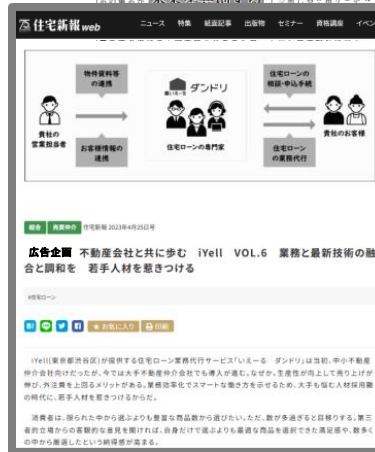 住宅新報web
ニュース 特集 紙面記事 出版物 セミナー 資格講座 イベン
物件資料等
の連携
いえーる
ダンドリ
住宅ローンの
相談・申込手続
貴社の
営業担当者
お客様情報の
連携
住宅ローンの専門家
住宅ローン
の業務代行
貴社のお客様
総合 売買仲介 住宅新報 2023年4月25日号
広告企画 不動産会社と共に歩む iYell VOL.6 業務と最新技術の融
合と調和を 若手人材を惹きつける
#住宅ローン
B! f ★ お気に入り 印刷
iYell(東京都渋谷区)が提供する住宅ローン業務代行サービス「いえーる ダンドリ」は当初、中小不動産
仲介会社向けだったが、今では大手不動産仲介会社でも導入が進む。なぜか。生産性が向上して売り上げが
伸び、外注費を上回るメリットがある。業務効率化でスマートな働き方を示せるため、大手も悩む人材採用難
の時代に、若手人材を惹きつけるからだ。
消費者は、限られた中から選ぶよりも豊富な商品数から選びたい。ただ、数が多過ぎると目移りする。第三
者的立場からの客観的な意見を聞ければ、自身だけで選ぶよりも最適な商品を選択できた満足感や、数多く
の中から厳選したという納得感が高まる。